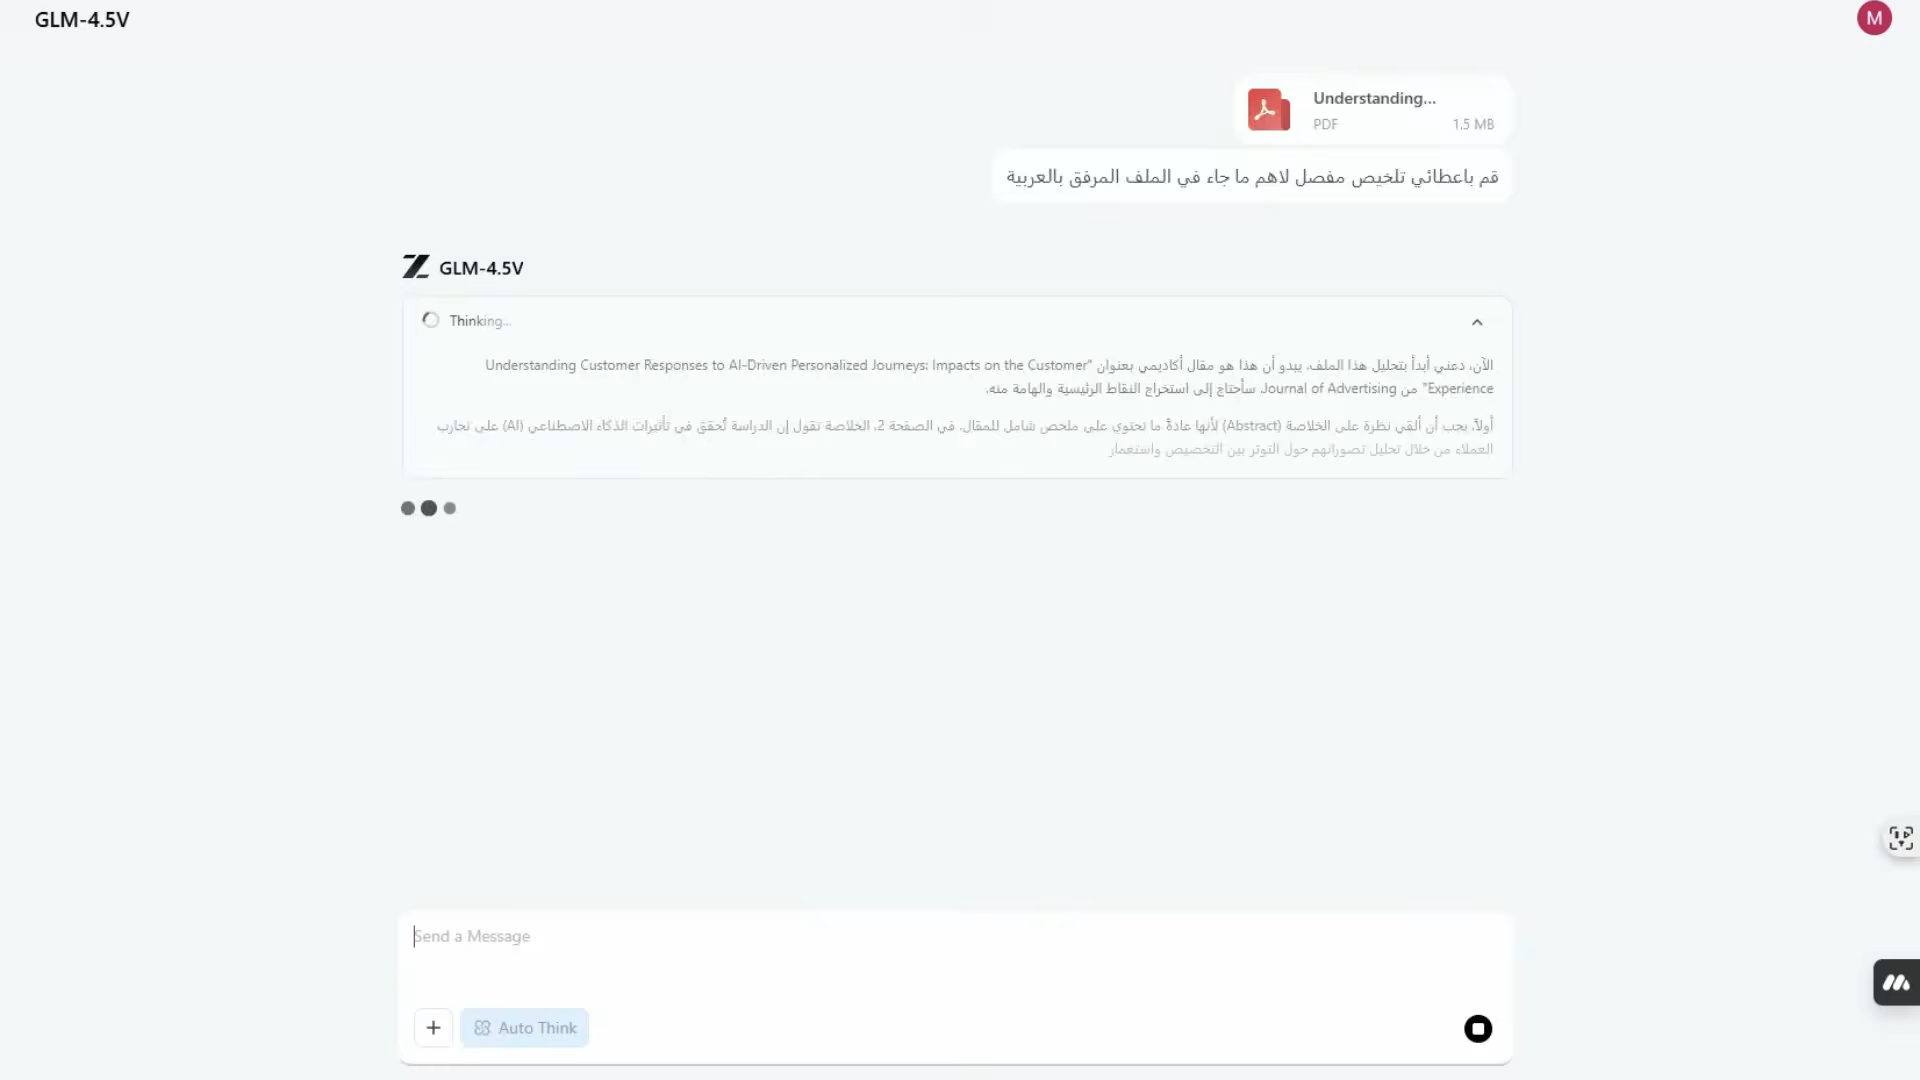 GLM-4.5V
M
Understanding...
PDF
1.5 MB
قم باعطائي تلخيص مفصل لاهم ما جاء في الملف المرفق بالعربية
GLM-4.5V
Thinking...
الآن، دعني أبدأ بتحليل هذا الملف. يبدو أن هذا هو مقال أكاديمي بعنوان "Understanding Customer Responses to AI-Driven Personalized Journeys: Impacts on the Customer
Experience" من Journal of Advertising. سأحتاج إلى استخراج النقاط الرئيسية والهامة منه.
أولاً، يجب أن ألقي نظرة على الخلاصة (Abstract) لأنها عادةً ما تحتوي على ملخص شامل للمقال. في الصفحة 2، الخلاصة تقول إن الدراسة تُحقق في تأثيرات الذكاء الاصطناعي (AI) على تجارب
العملاء من خلال تحليل تصوراتهم حول التوتر بين التخصيص واستغمار
Send a Message
Auto Think